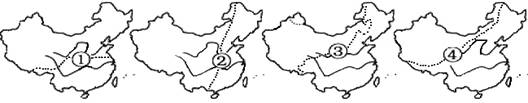 ① ② ③ ④